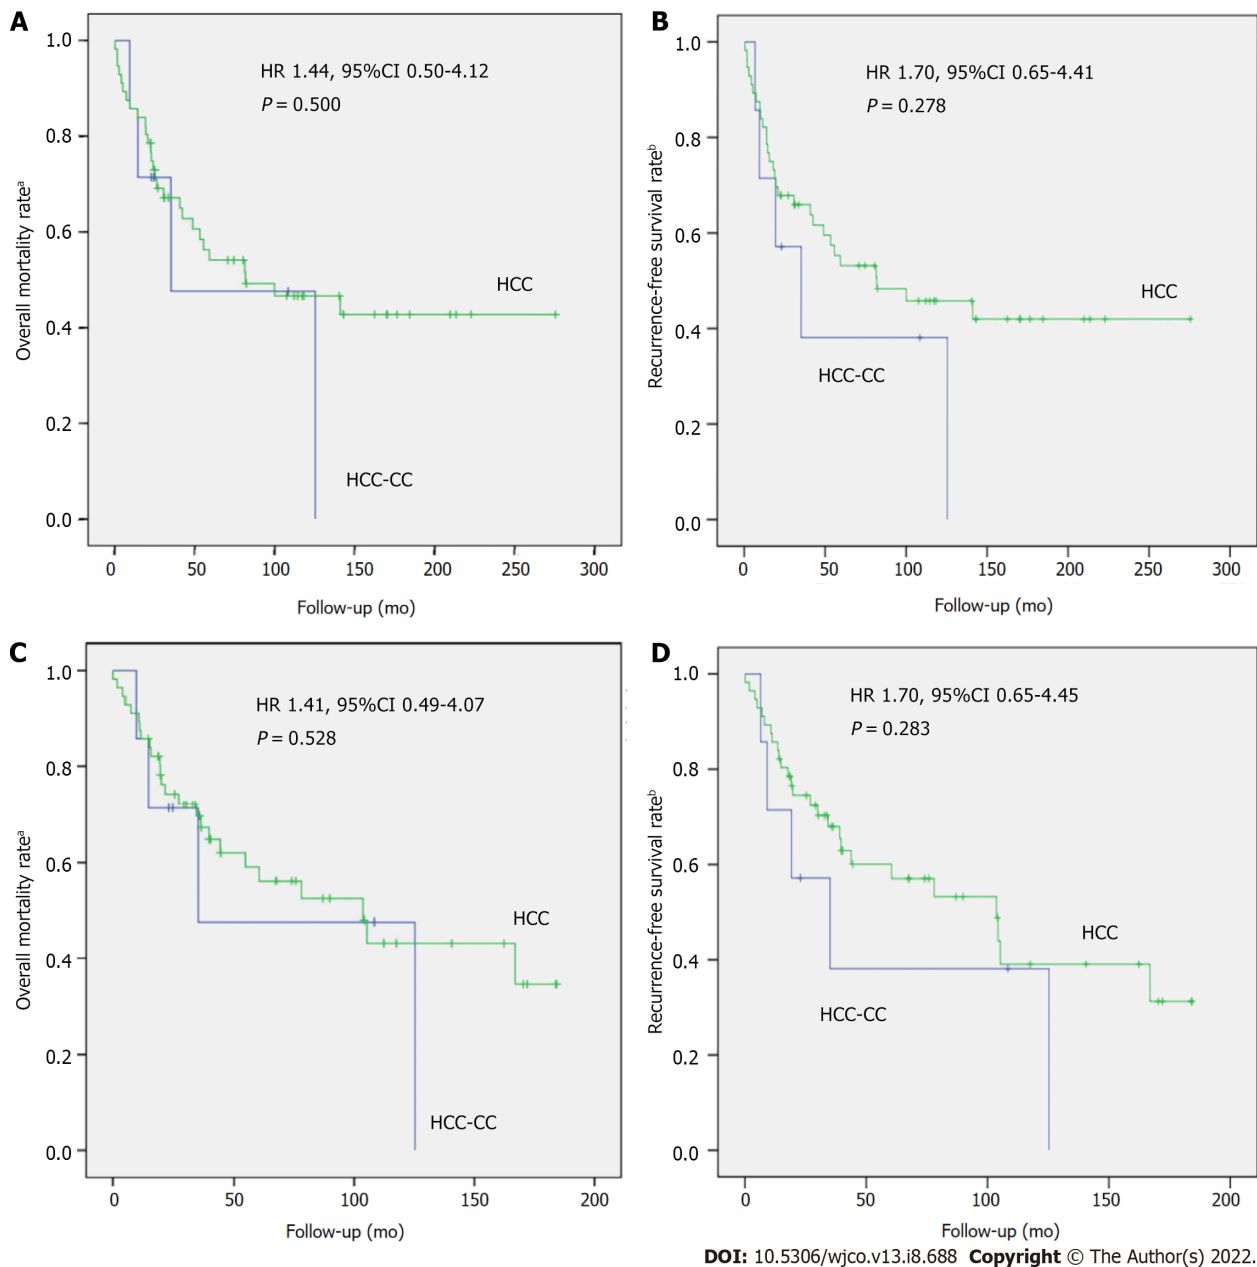 A
1.0
0.8
0.6
0.4
0.2
0.0
Overall mortality rateᵃ
HR 1.44, 95%CI 0.50-4.12
P = 0.500
HCC
HCC-CC
0 50 100 150 200 250 300
Follow-up (mo)
B
1.0
0.8
0.6
0.4
0.2
0.0
Recurrence-free survival rateᵇ
HR 1.70, 95%CI 0.65-4.41
P = 0.278
HCC
HCC-CC
0 50 100 150 200 250 300
Follow-up (mo)
C
1.0
0.8
0.6
0.4
0.2
0.0
Overall mortality rateᵃ
HR 1.41, 95%CI 0.49-4.07
P = 0.528
HCC
HCC-CC
0 50 100 150 200
Follow-up (mo)
D
1.0
0.8
0.6
0.4
0.2
0.0
Recurrence-free survival rateᵇ
HR 1.70, 95%CI 0.65-4.45
P = 0.283
HCC
HCC-CC
0 50 100 150 200
Follow-up (mo)
DOI: 10.5306/wjco.v13.i8.688 Copyright © The Author(s) 2022.